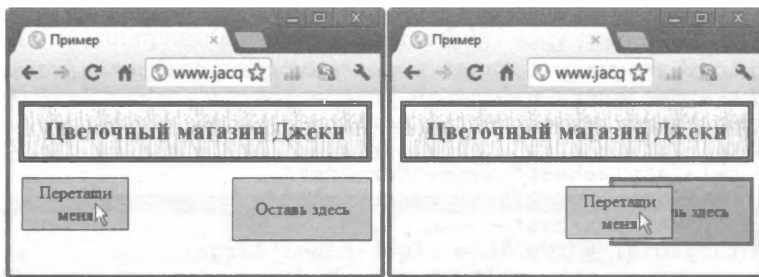 Пример
www.jacq
Цветочный магазин Джеки
Перетащи
меня
Оставь здесь
Пример
www.jacq
Цветочный магазин Джеки
Перетащи
меня
здесь